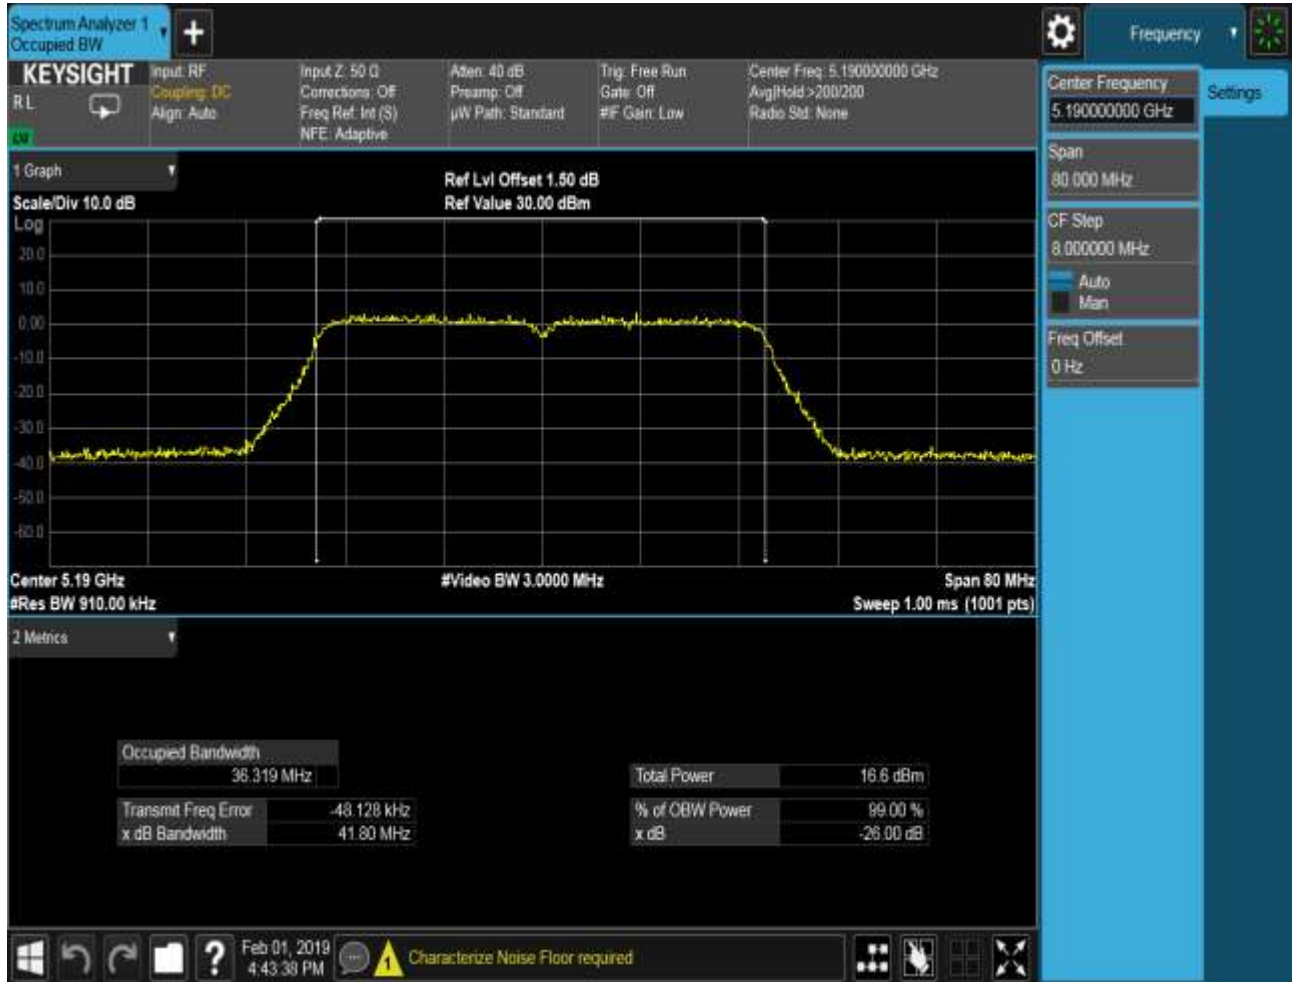 Spectrum Analyzer 1
Occupied BW
Frequency
KEYSIGHT
R L
Input: RF
Coupling: DC
Align: Auto
Input Z: 50 Ω
Corrections: Off
Freq Ref: Int (S)
NFE: Adaptive
Atten: 40 dB
Preamp: Off
µW Path: Standard
Trig: Free Run
Gate: Off
#IF Gain: Low
Center Freq: 5.190000000 GHz
Avg|Hold:>200/200
Radio Std: None
Center Frequency
5.190000000 GHz
Settings
Span
80.000 MHz
CF Step
8.000000 MHz
Auto
Man
Freq Offset
0 Hz
1 Graph
Scale/Div 10.0 dB
Ref Lvl Offset 1.50 dB
Ref Value 30.00 dBm
Log
20.0
10.0
0.00
-10.0
-20.0
-30.0
-40.0
-50.0
-60.0
Center 5.19 GHz
#Video BW 3.0000 MHz
Span 80 MHz
#Res BW 910.00 kHz
Sweep 1.00 ms (1001 pts)
2 Metrics
Occupied Bandwidth
36.319 MHz
Total Power 16.6 dBm
Transmit Freq Error -48.128 kHz
% of OBW Power 99.00 %
x dB Bandwidth 41.80 MHz
x dB -26.00 dB
?
Feb 01, 2019
4:43:38 PM
1
Characterize Noise Floor required